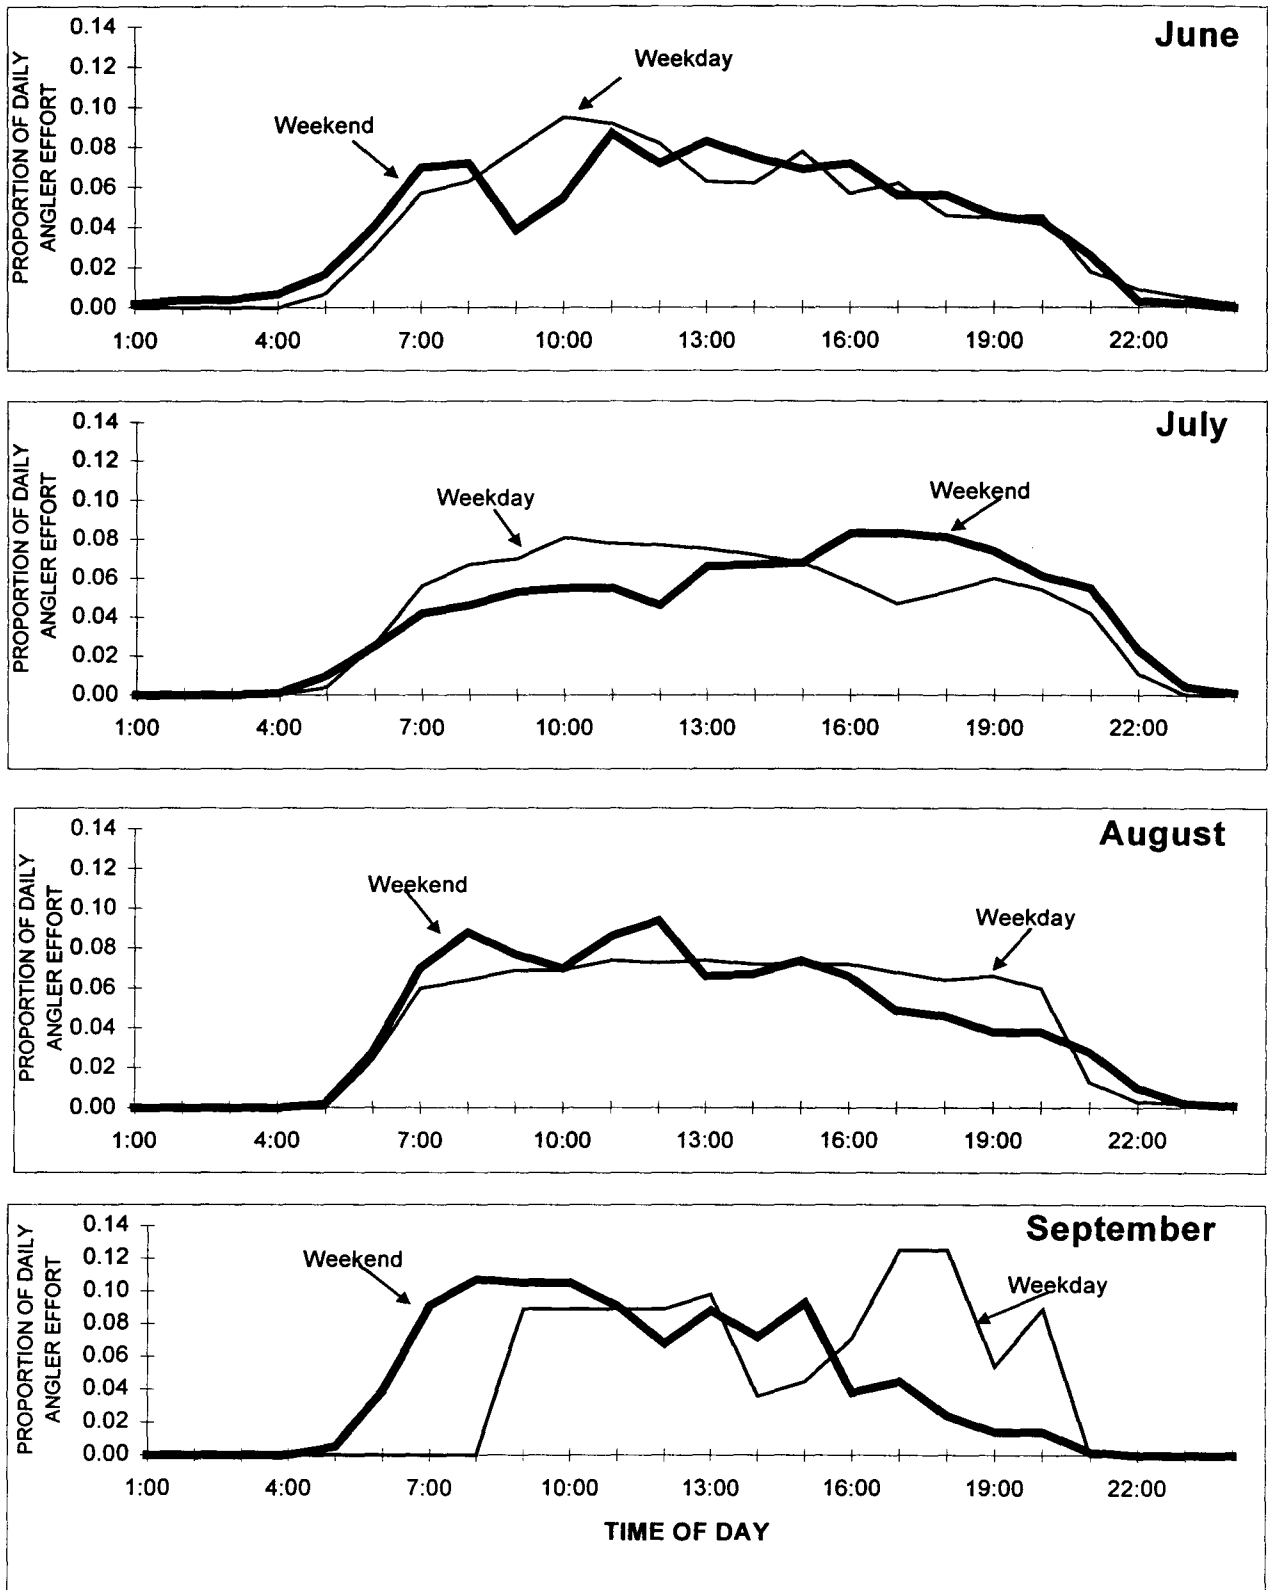 June
PROPORTION OF DAILY
ANGLER EFFORT
0.14
0.12
0.10
0.08
0.06
0.04
0.02
0.00
Weekday
Weekend
1:00 4:00 7:00 10:00 13:00 16:00 19:00 22:00
July
PROPORTION OF DAILY
ANGLER EFFORT
0.14
0.12
0.10
0.08
0.06
0.04
0.02
0.00
Weekday
Weekend
1:00 4:00 7:00 10:00 13:00 16:00 19:00 22:00
August
PROPORTION OF DAILY
ANGLER EFFORT
0.14
0.12
0.10
0.08
0.06
0.04
0.02
0.00
Weekend
Weekday
1:00 4:00 7:00 10:00 13:00 16:00 19:00 22:00
September
PROPORTION OF DAILY
ANGLER EFFORT
0.14
0.12
0.10
0.08
0.06
0.04
0.02
0.00
Weekend
Weekday
1:00 4:00 7:00 10:00 13:00 16:00 19:00 22:00
TIME OF DAY